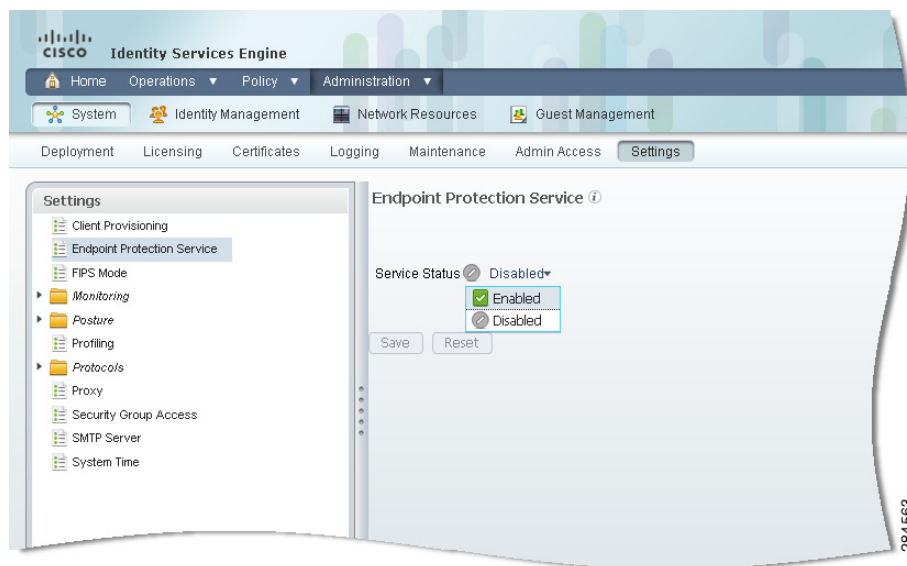 CISCO Identity Services Engine
Home Operations Policy Administration
System Identity Management Network Resources Guest Management
Deployment Licensing Certificates Logging Maintenance Admin Access Settings
Settings
Client Provisioning
Endpoint Protection Service
FIPS Mode
Monitoring
Posture
Profiling
Protocols
Proxy
Security Group Access
SMTP Server
System Time
Endpoint Protection Service
Service Status Disabled
Enabled
Disabled
Save Reset